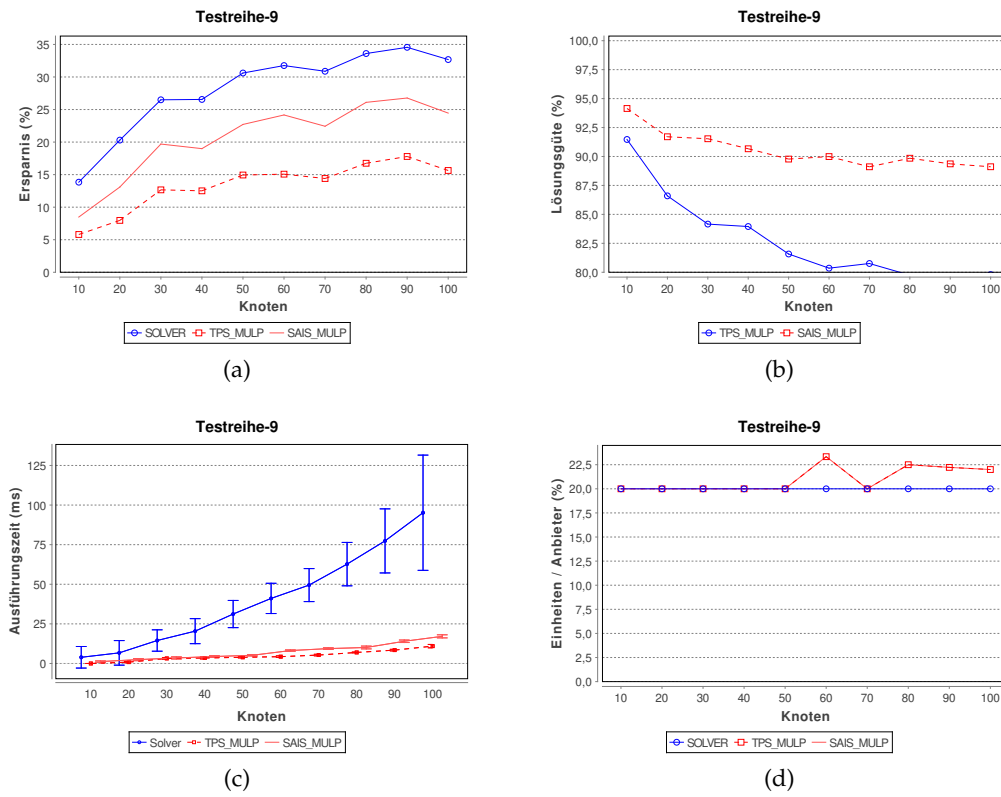 Testreihe-9
Ersparnis (%)
35
30
25
20
15
10
5
0
10 20 30 40 50 60 70 80 90 100
Knoten
SOLVER TPS_MULP SAIS_MULP
(a)
Testreihe-9
Lösungsgüte (%)
100,0
97,5
95,0
92,5
90,0
87,5
85,0
82,5
80,0
10 20 30 40 50 60 70 80 90 100
Knoten
TPS_MULP SAIS_MULP
(b)
Testreihe-9
Ausführungszeit (ms)
125
100
75
50
25
0
10 20 30 40 50 60 70 80 90 100
Knoten
Solver TPS_MULP SAIS_MULP
(c)
Testreihe-9
Einheiten / Anbieter (%)
22,5
20,0
17,5
15,0
12,5
10,0
7,5
5,0
2,5
0,0
10 20 30 40 50 60 70 80 90 100
Knoten
SOLVER TPS_MULP SAIS_MULP
(d)